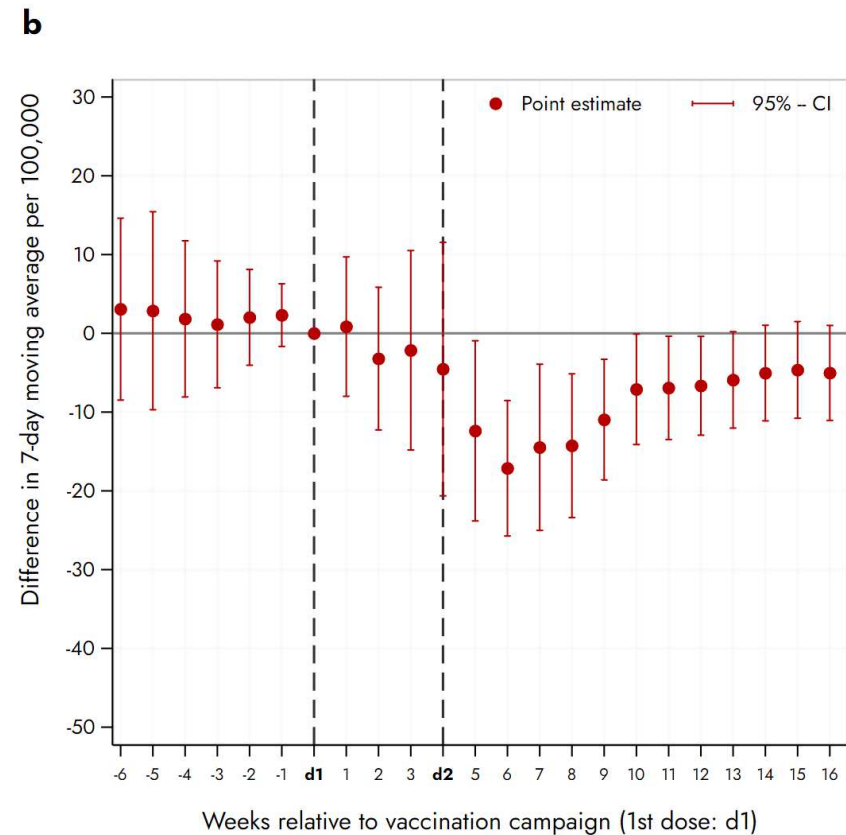 b
Difference in 7-day moving average per 100,000
30
20
10
0
-10
-20
-30
-40
-50
Point estimate 95% – CI
-6 -5 -4 -3 -2 -1 d1 1 2 3 d2 5 6 7 8 9 10 11 12 13 14 15 16
Weeks relative to vaccination campaign (1st dose: d1)